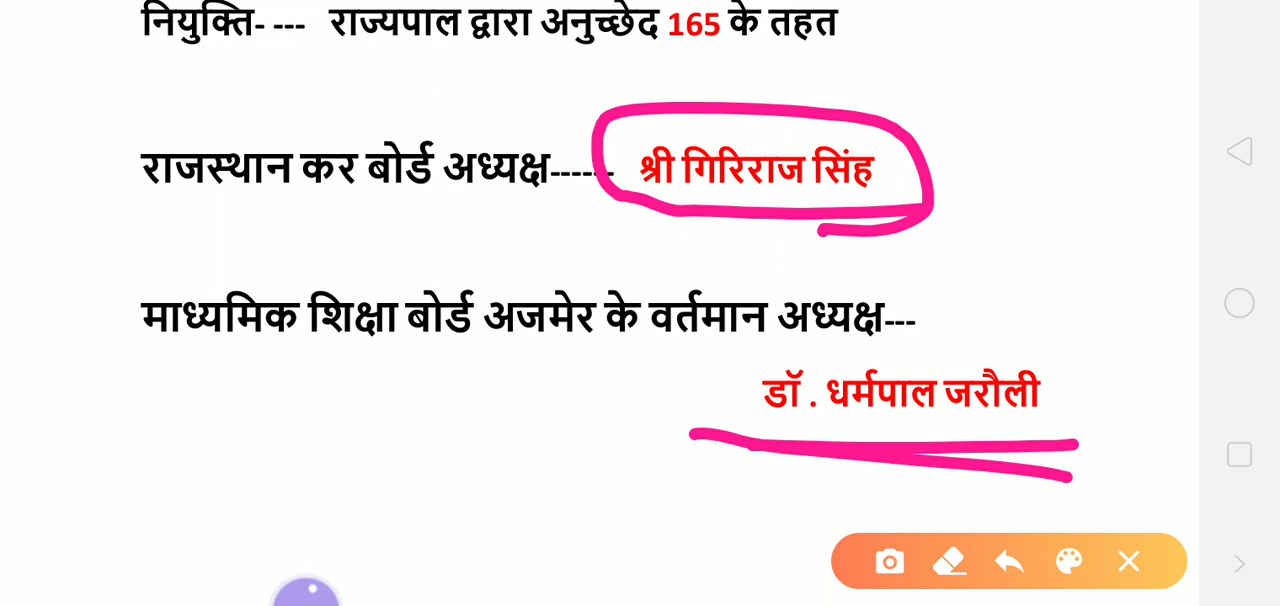 नियुक्ति- --- राज्यपाल द्वारा अनुच्छेद 165 के तहत
राजस्थान कर बोर्ड अध्यक्ष------ श्री गिरिराज सिंह
माध्यमिक शिक्षा बोर्ड अजमेर के वर्तमान अध्यक्ष---
डॉ . धर्मपाल जरौली